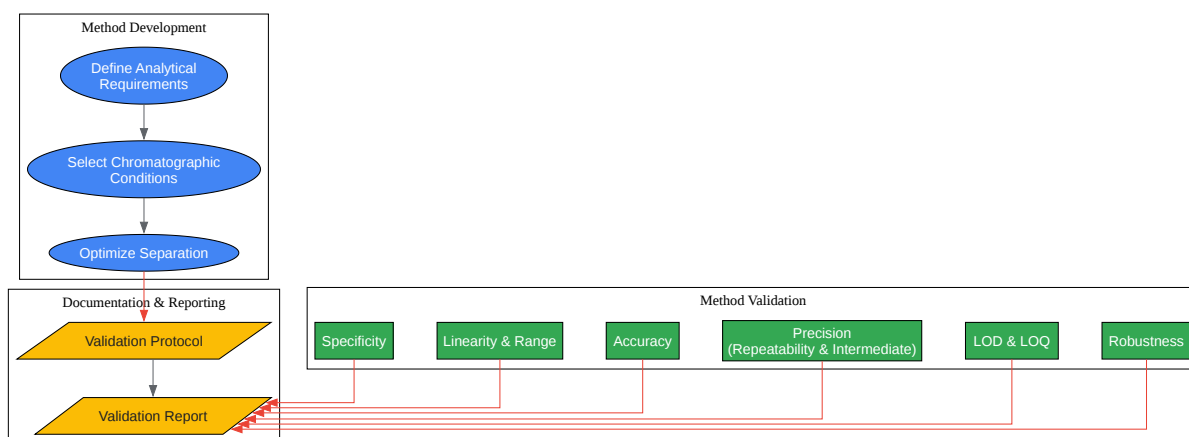 Method Development
Define Analytical
Requirements
Select Chromatographic
Conditions
Optimize Separation
Documentation & Reporting
Validation Protocol
Validation Report
Method Validation
Specificity
Linearity & Range
Accuracy
Precision
(Repeatability & Intermediate)
LOD & LOQ
Robustness